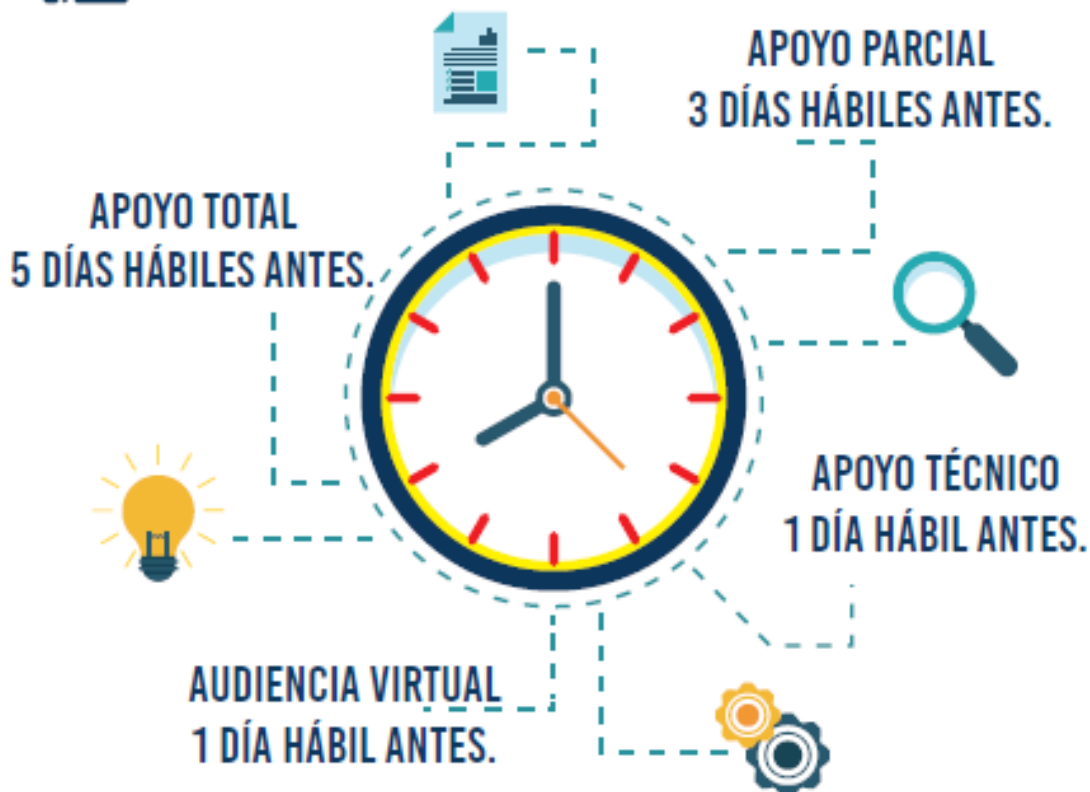 APOYO PARCIAL
3 DÍAS HÁBILES ANTES.
APOYO TOTAL
5 DÍAS HÁBILES ANTES.
APOYO TÉCNICO
1 DÍA HÁBIL ANTES.
AUDIENCIA VIRTUAL
1 DÍA HÁBIL ANTES.